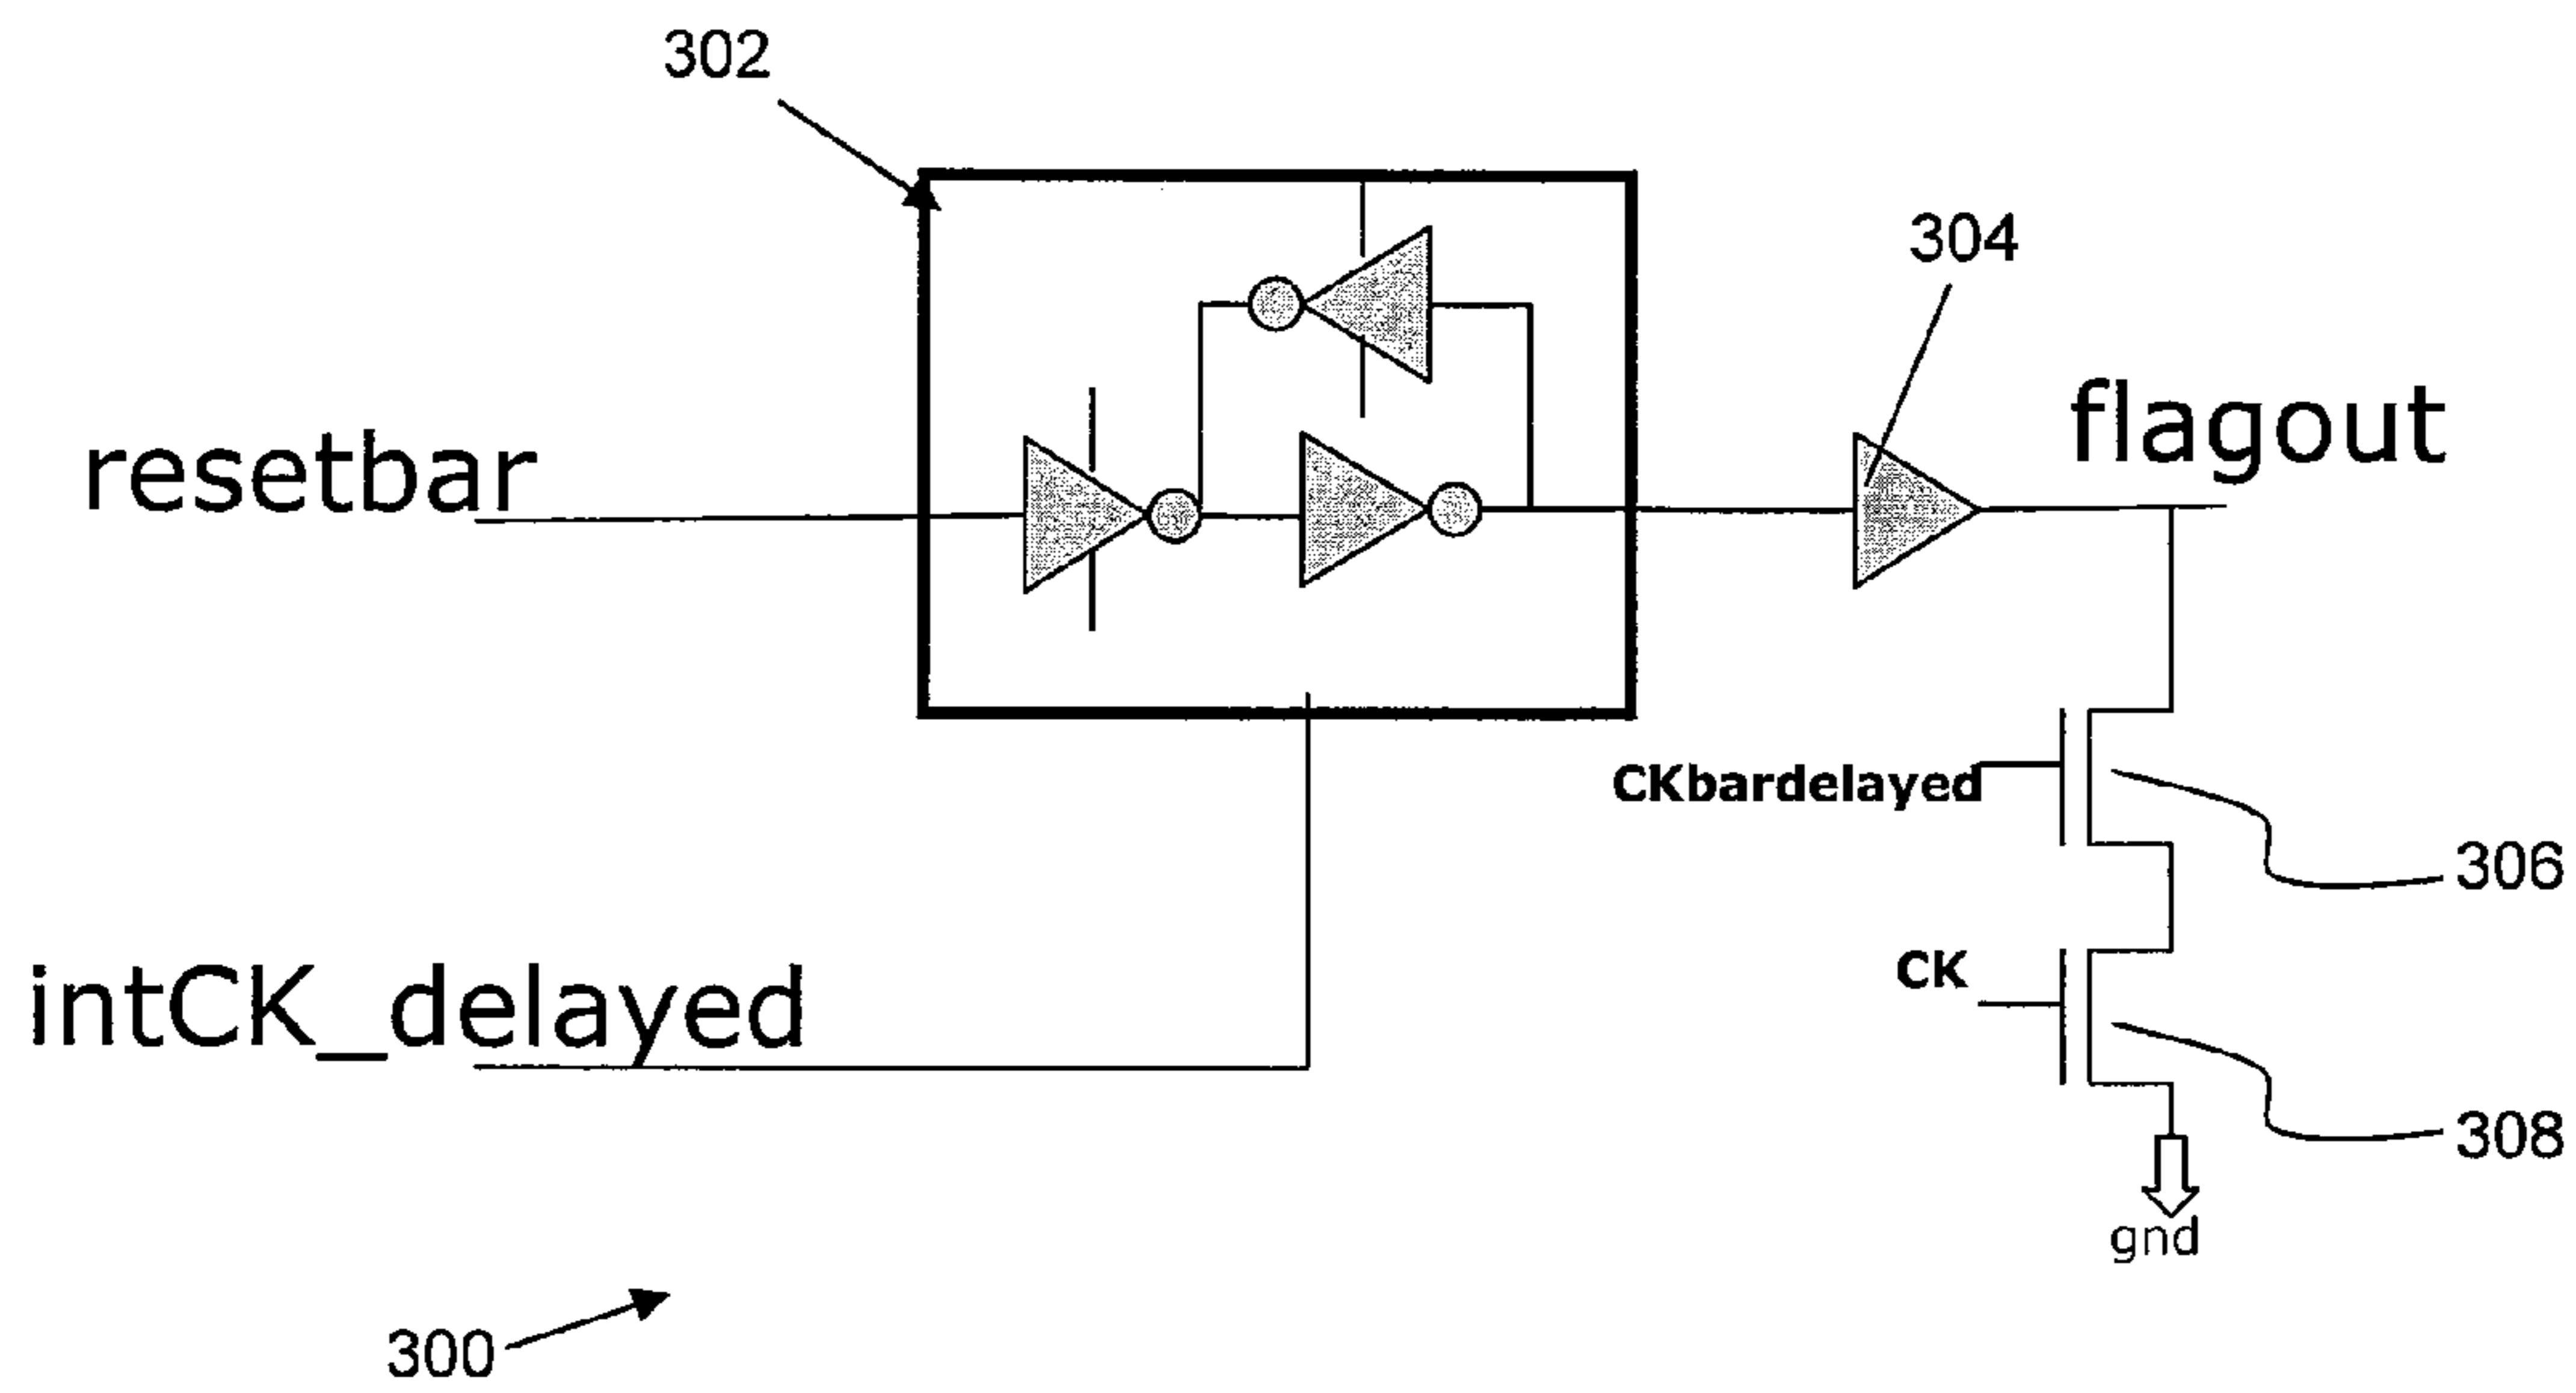 302
304
flagout
resetbar
CKbardelayed
306
CK
intCK_delayed
308
gnd
300